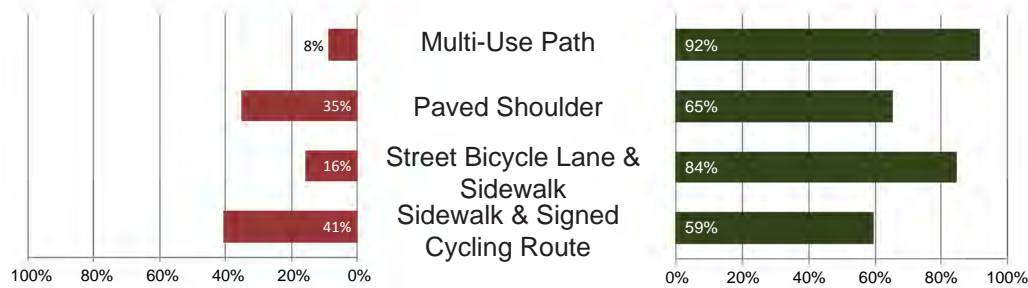 8% Multi-Use Path 92%
35% Paved Shoulder 65%
16% Street Bicycle Lane & 84%
Sidewalk
41% Sidewalk & Signed 59%
Cycling Route
100% 80% 60% 40% 20% 0% 0% 20% 40% 60% 80% 100%